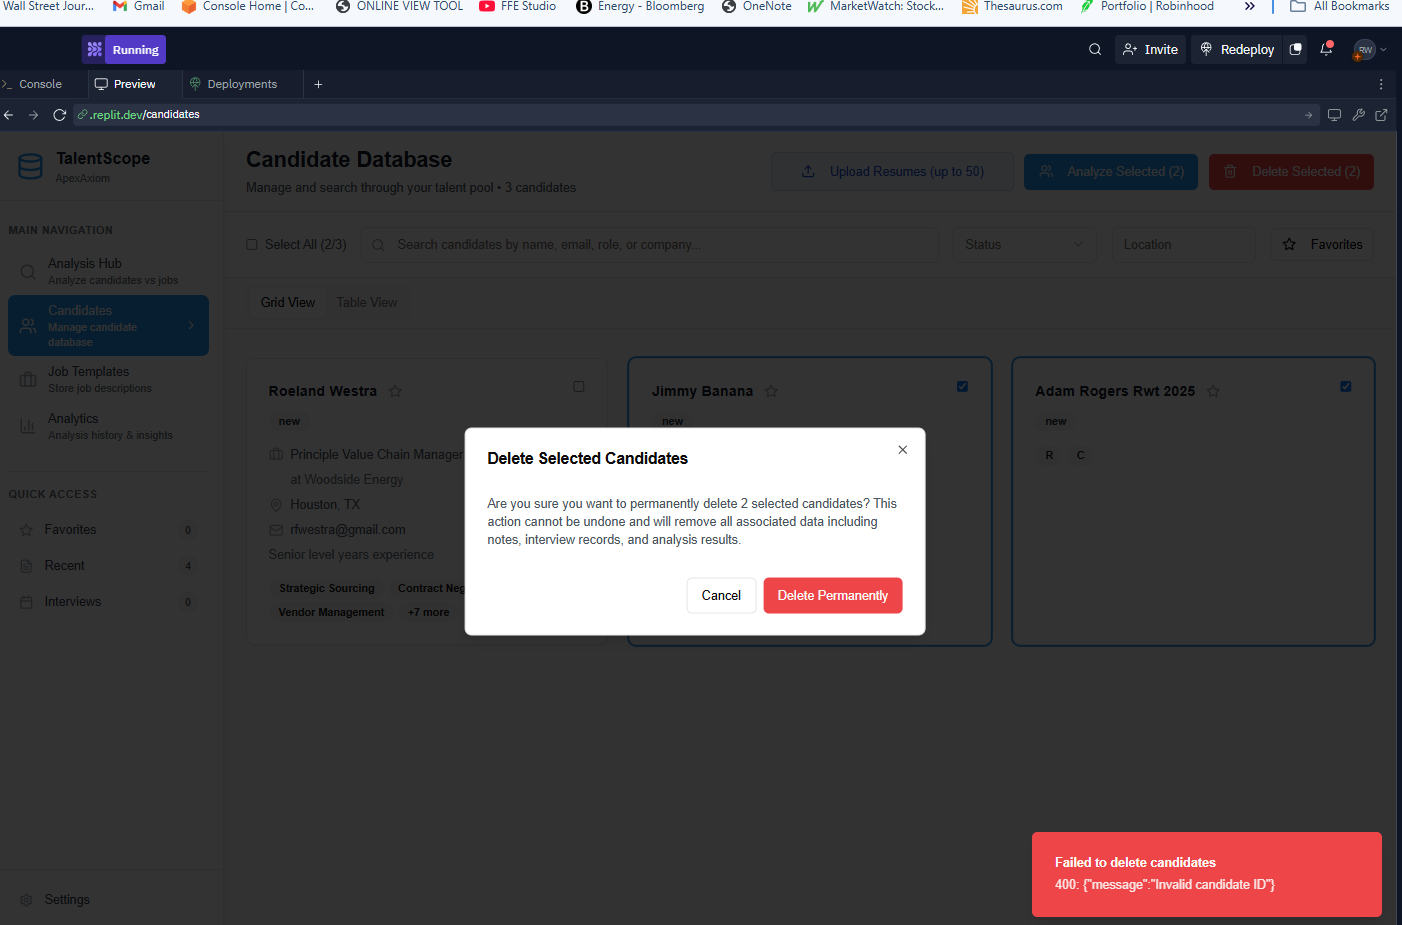 Wall Street Jour...
Gmail
Console Home | Co...
ONLINE VIEW TOOL
FFE Studio
Energy - Bloomberg
OneNote
MarketWatch: Stock...
Thesaurus.com
Portfolio | Robinhood
»
All Bookmarks
Running
Invite
Redeploy
RW
Console
Preview
Deployments
+
.replit.dev/candidates
TalentScope
ApexAxiom
Candidate Database
Manage and search through your talent pool • 3 candidates
Upload Resumes (up to 50)
Analyze Selected (2)
Delete Selected (2)
MAIN NAVIGATION
Analysis Hub
Analyze candidates vs jobs
Candidates
Manage candidate
database
Job Templates
Store job descriptions
Analytics
Analysis history & insights
QUICK ACCESS
Favorites 0
Recent 4
Interviews 0
Settings
Select All (2/3)
Search candidates by name, email, role, or company...
Status
Location
Favorites
Grid View
Table View
Roeland Westra
new
Principle Value Chain Manager
at Woodside Energy
Houston, TX
rfwestra@gmail.com
Senior level years experience
Strategic Sourcing
Contract Neg
Vendor Management
+7 more
Jimmy Banana
new
Adam Rogers Rwt 2025
new
R
C
Delete Selected Candidates
Are you sure you want to permanently delete 2 selected candidates? This
action cannot be undone and will remove all associated data including
notes, interview records, and analysis results.
Cancel
Delete Permanently
Failed to delete candidates
400: {"message":"Invalid candidate ID"}